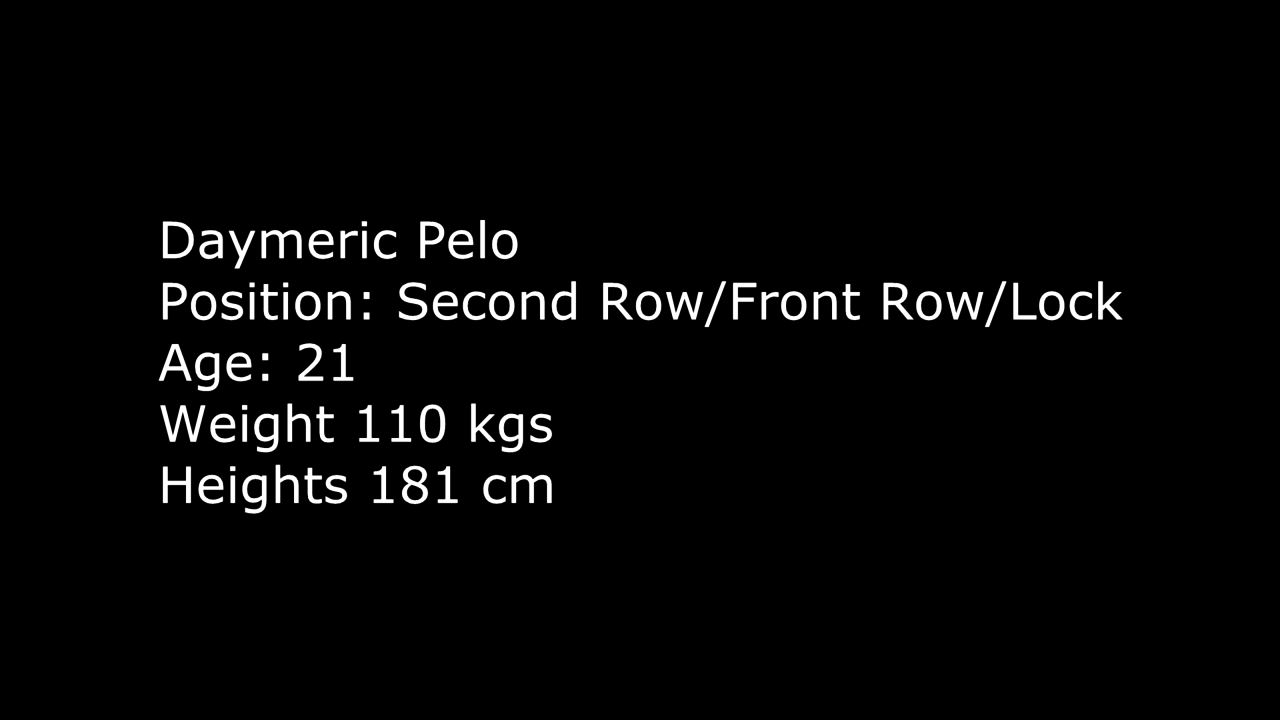 Daymeric Pelo
Position: Second Row/Front Row/Lock
Age: 21
Weight 110 kgs
Heights 181 cm